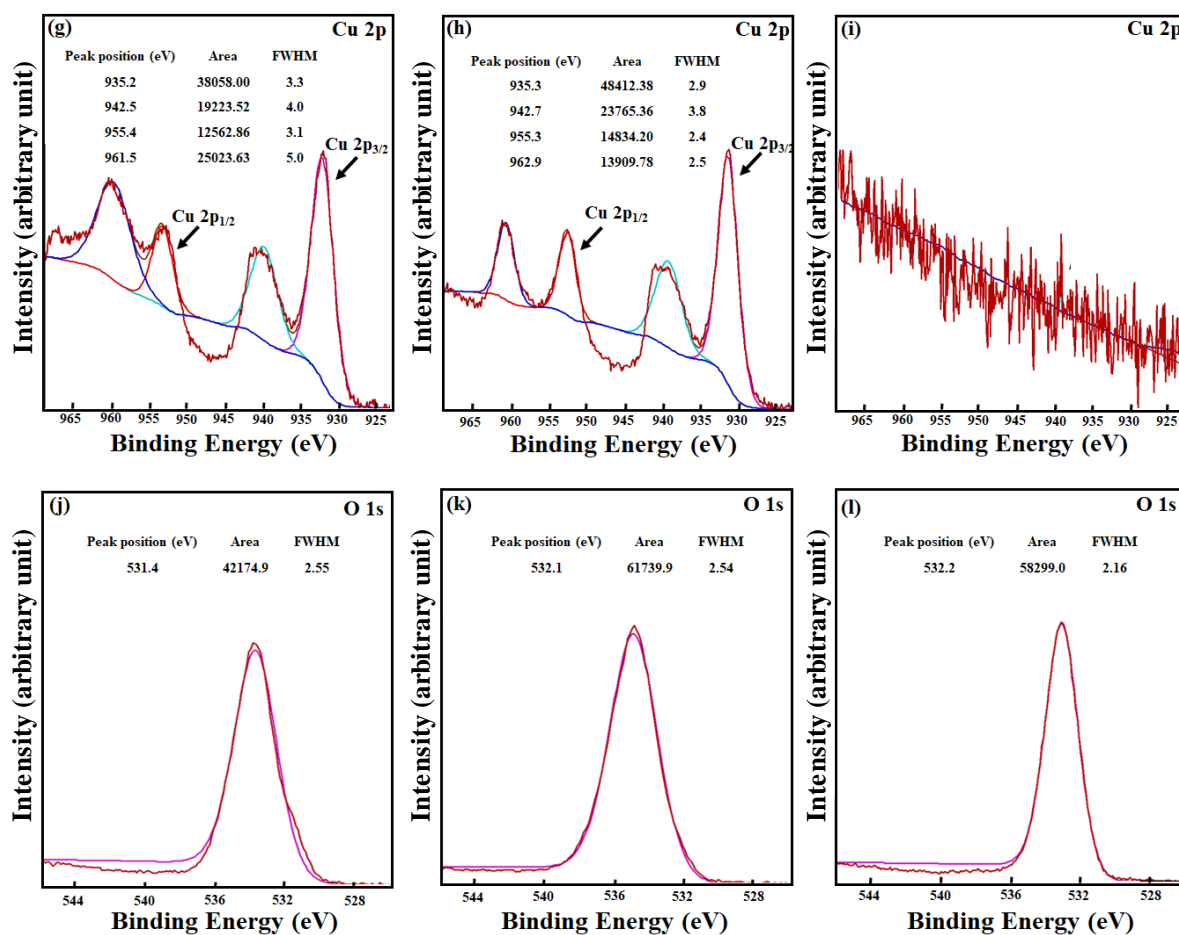 (g) Cu 2p
Peak position (eV) Area FWHM
935.2 38058.00 3.3
942.5 19223.52 4.0
955.4 12562.86 3.1
961.5 25023.63 5.0
Cu 2p3/2
Cu 2p1/2
Intensity (arbitrary unit)
965 960 955 950 945 940 935 930 925
Binding Energy (eV)
(h) Cu 2p
Peak position (eV) Area FWHM
935.3 48412.38 2.9
942.7 23765.36 3.8
955.3 14834.20 2.4
962.9 13909.78 2.5
Cu 2p3/2
Cu 2p1/2
Intensity (arbitrary unit)
965 960 955 950 945 940 935 930 925
Binding Energy (eV)
(i) Cu 2p
Intensity (arbitrary unit)
965 960 955 950 945 940 935 930 925
Binding Energy (eV)
(j) O 1s
Peak position (eV) Area FWHM
531.4 42174.9 2.55
Intensity (arbitrary unit)
544 540 536 532 528
Binding Energy (eV)
(k) O 1s
Peak position (eV) Area FWHM
532.1 61739.9 2.54
Intensity (arbitrary unit)
544 540 536 532 528
Binding Energy (eV)
(l) O 1s
Peak position (eV) Area FWHM
532.2 58299.0 2.16
Intensity (arbitrary unit)
544 540 536 532 528
Binding Energy (eV)